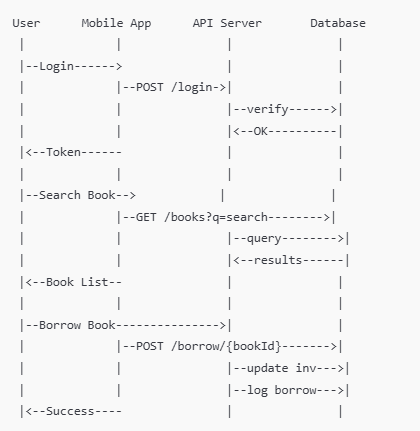 User      Mobile App      API Server       Database
 |             |               |               |
 |--Login------>               |               |
 |             |--POST /login->|               |
 |             |               |--verify------>|
 |             |               |<--OK----------|
 |<--Token------               |               |
 |             |               |               |
 |--Search Book-->            |               |
 |             |--GET /books?q=search-------->|
 |             |               |--query-------->|
 |             |               |<--results------|
 |<--Book List--               |               |
 |             |               |               |
 |--Borrow Book--------------->|               |
 |             |--POST /borrow/{bookId}------->|
 |             |               |--update inv--->|
 |             |               |--log borrow--->|
 |<--Success----               |               |